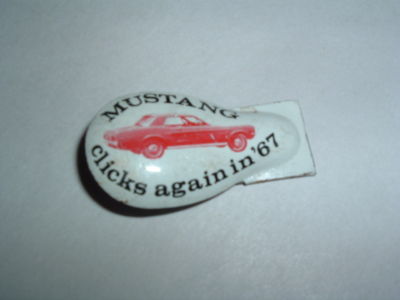 MUSTANG
clicks again in '67